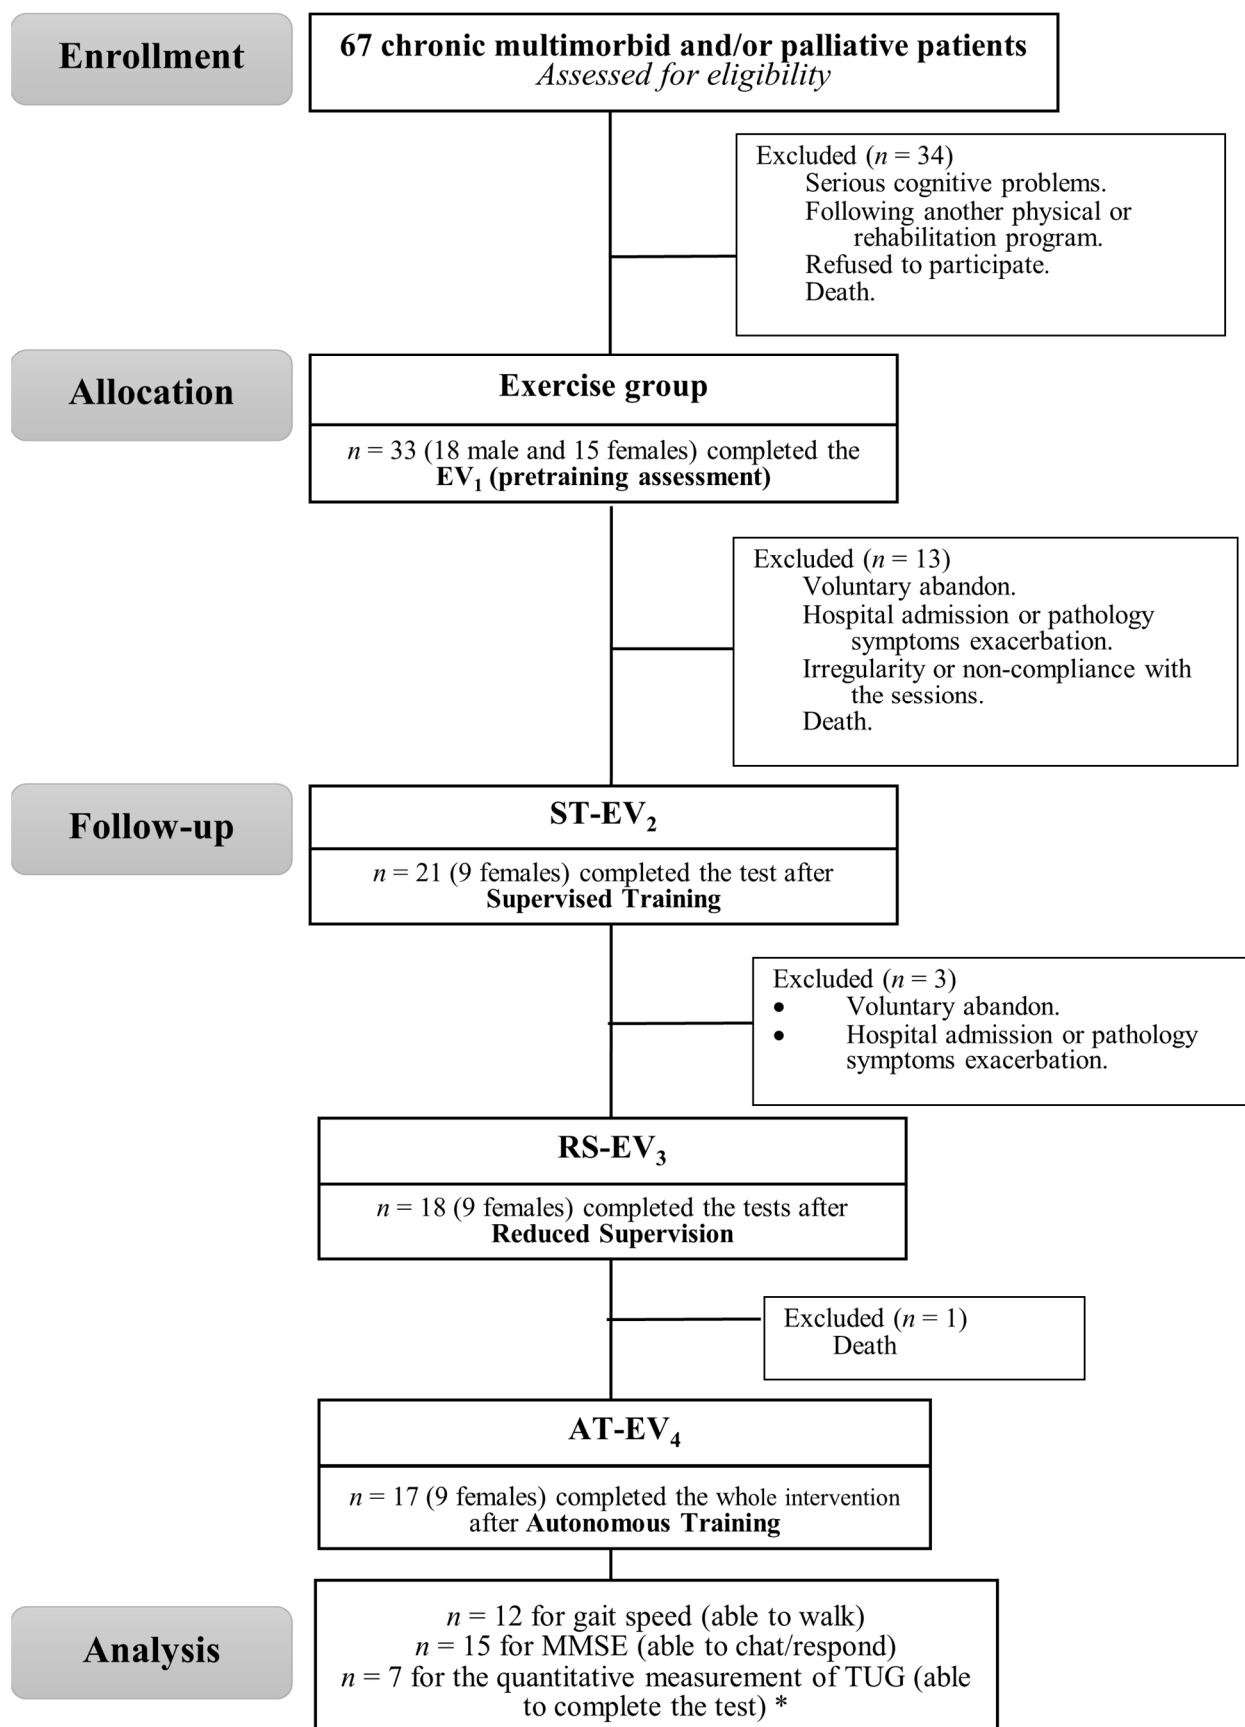 Enrollment
67 chronic multimorbid and/or palliative patients
Assessed for eligibility
Excluded (n = 34)
Serious cognitive problems.
Following another physical or
rehabilitation program.
Refused to participate.
Death.
Allocation
Exercise group
n = 33 (18 male and 15 females) completed the
EV₁ (pretraining assessment)
Excluded (n = 13)
Voluntary abandon.
Hospital admission or pathology
symptoms exacerbation.
Irregularity or non-compliance with
the sessions.
Death.
Follow-up
ST-EV₂
n = 21 (9 females) completed the test after
Supervised Training
Excluded (n = 3)
• Voluntary abandon.
• Hospital admission or pathology
symptoms exacerbation.
RS-EV₃
n = 18 (9 females) completed the tests after
Reduced Supervision
Excluded (n = 1)
Death
AT-EV₄
n = 17 (9 females) completed the whole intervention
after Autonomous Training
Analysis
n = 12 for gait speed (able to walk)
n = 15 for MMSE (able to chat/respond)
n = 7 for the quantitative measurement of TUG (able
to complete the test) *